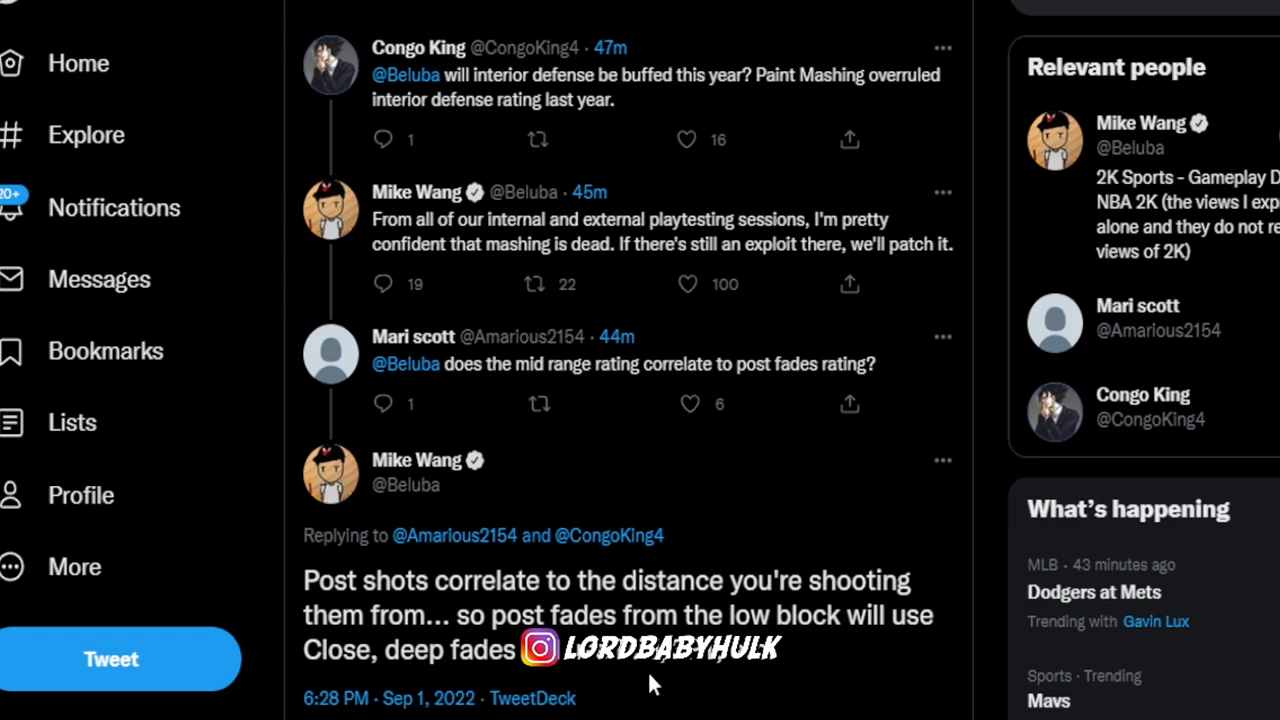 Home
Explore
20+
Notifications
Messages
Bookmarks
Lists
Profile
More
Tweet
Congo King @CongoKing4 · 47m
@Beluba will interior defense be buffed this year? Paint Mashing overruled
interior defense rating last year.
1
16
Mike Wang @Beluba · 45m
From all of our internal and external playtesting sessions, I'm pretty
confident that mashing is dead. If there's still an exploit there, we'll patch it.
19
22
100
Mari scott @Amarious2154 · 44m
@Beluba does the mid range rating correlate to post fades rating?
1
6
Mike Wang
@Beluba
Replying to @Amarious2154 and @CongoKing4
Post shots correlate to the distance you're shooting
them from... so post fades from the low block will use
Close, deep fades
LORDBABYHULK
6:28 PM · Sep 1, 2022 · TweetDeck
Relevant people
Mike Wang
@Beluba
2K Sports - Gameplay D
NBA 2K (the views I exp
alone and they do not re
views of 2K)
Mari scott
@Amarious2154
Congo King
@CongoKing4
What's happening
MLB · 43 minutes ago
Dodgers at Mets
Trending with Gavin Lux
Sports · Trending
Mavs